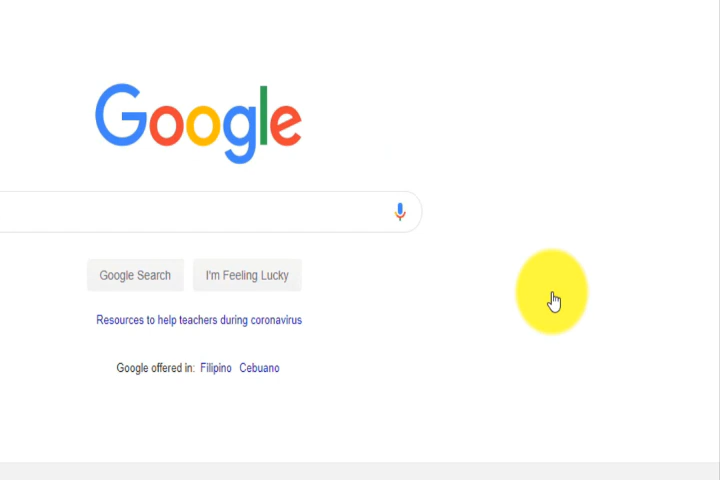 Google
Google Search I'm Feeling Lucky
Resources to help teachers during coronavirus
Google offered in: Filipino Cebuano